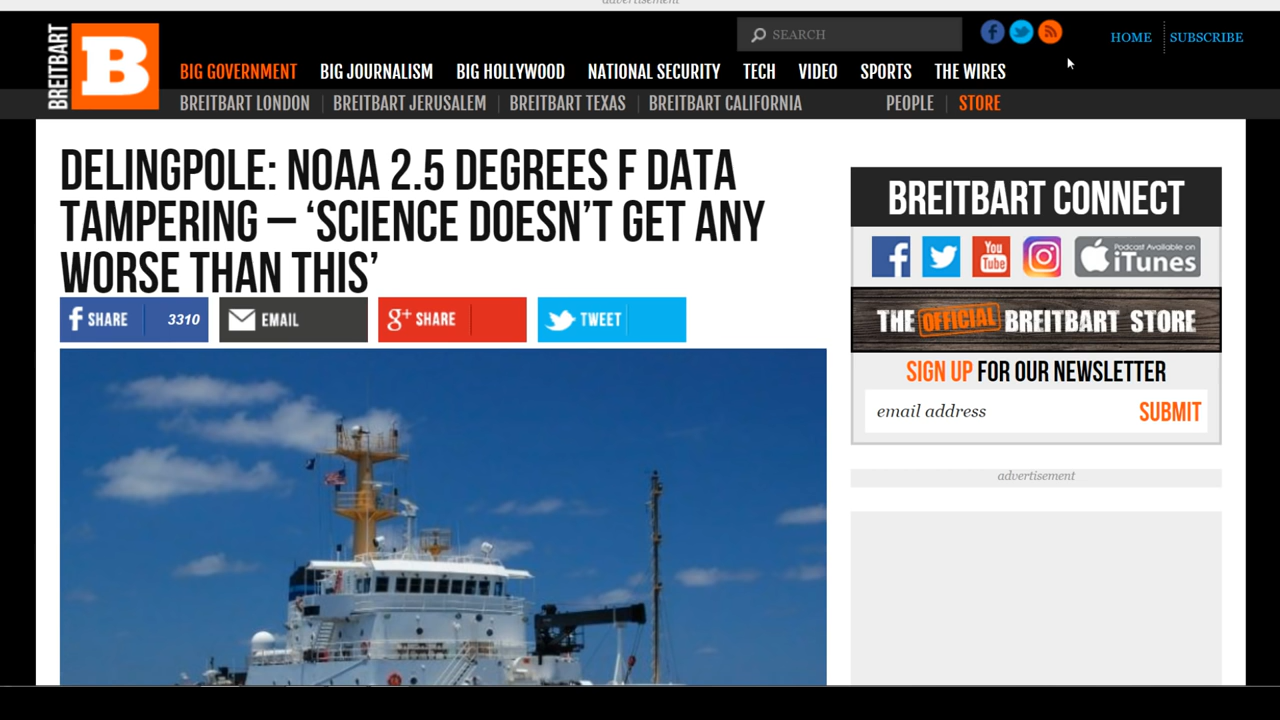 advertisement
BREITBART
B
SEARCH
HOME
SUBSCRIBE
BIG GOVERNMENT BIG JOURNALISM BIG HOLLYWOOD NATIONAL SECURITY TECH VIDEO SPORTS THE WIRES
BREITBART LONDON BREITBART JERUSALEM BREITBART TEXAS BREITBART CALIFORNIA PEOPLE STORE
DELINGPOLE: NOAA 2.5 DEGREES F DATA
TAMPERING – ‘SCIENCE DOESN’T GET ANY
WORSE THAN THIS’
SHARE 3310 EMAIL g+ SHARE TWEET
BREITBART CONNECT
You Tube
Podcast Available on
iTunes
THE OFFICIAL BREITBART STORE
SIGN UP FOR OUR NEWSLETTER
email address SUBMIT
advertisement